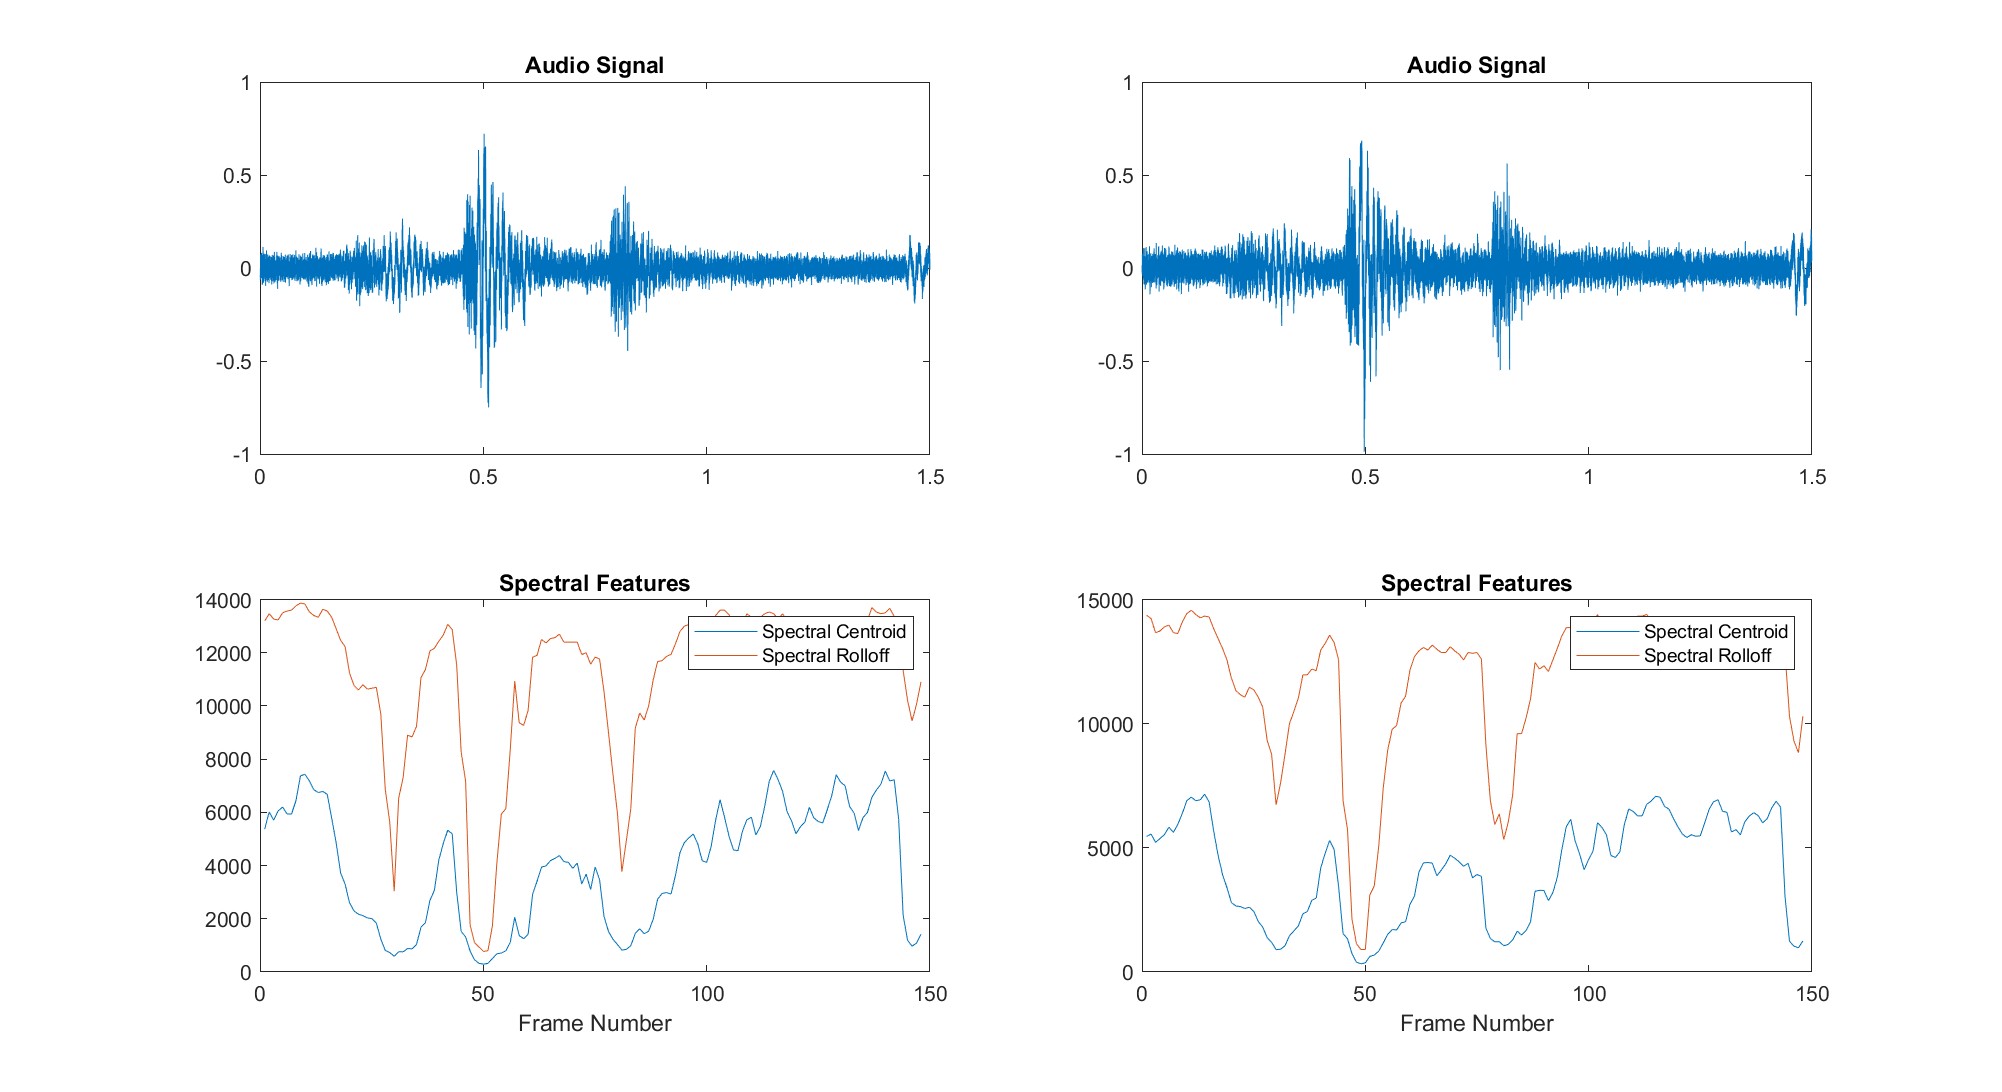 Audio Signal
1
0.5
0
-0.5
-1
0 0.5 1 1.5
Audio Signal
1
0.5
0
-0.5
-1
0 0.5 1 1.5
Spectral Features
14000
12000
10000
8000
6000
4000
2000
0
Spectral Centroid
Spectral Rolloff
0 50 100 150
Frame Number
Spectral Features
15000
10000
5000
0
Spectral Centroid
Spectral Rolloff
0 50 100 150
Frame Number